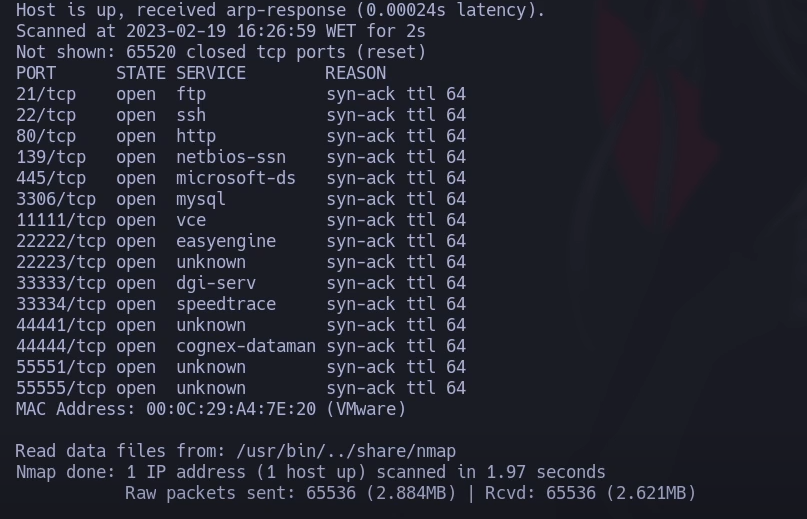 Host is up, received arp-response (0.00024s latency).
Scanned at 2023-02-19 16:26:59 WET for 2s
Not shown: 65520 closed tcp ports (reset)
PORT      STATE SERVICE        REASON
21/tcp    open  ftp            syn-ack ttl 64
22/tcp    open  ssh            syn-ack ttl 64
80/tcp    open  http           syn-ack ttl 64
139/tcp   open  netbios-ssn    syn-ack ttl 64
445/tcp   open  microsoft-ds   syn-ack ttl 64
3306/tcp  open  mysql          syn-ack ttl 64
11111/tcp open  vce            syn-ack ttl 64
22222/tcp open  easyengine     syn-ack ttl 64
22223/tcp open  unknown        syn-ack ttl 64
33333/tcp open  dgi-serv       syn-ack ttl 64
33334/tcp open  speedtrace     syn-ack ttl 64
44441/tcp open  unknown        syn-ack ttl 64
44444/tcp open  cognex-dataman syn-ack ttl 64
55551/tcp open  unknown        syn-ack ttl 64
55555/tcp open  unknown        syn-ack ttl 64
MAC Address: 00:0C:29:A4:7E:20 (VMware)

Read data files from: /usr/bin/../share/nmap
Nmap done: 1 IP address (1 host up) scanned in 1.97 seconds
           Raw packets sent: 65536 (2.884MB) | Rcvd: 65536 (2.621MB)